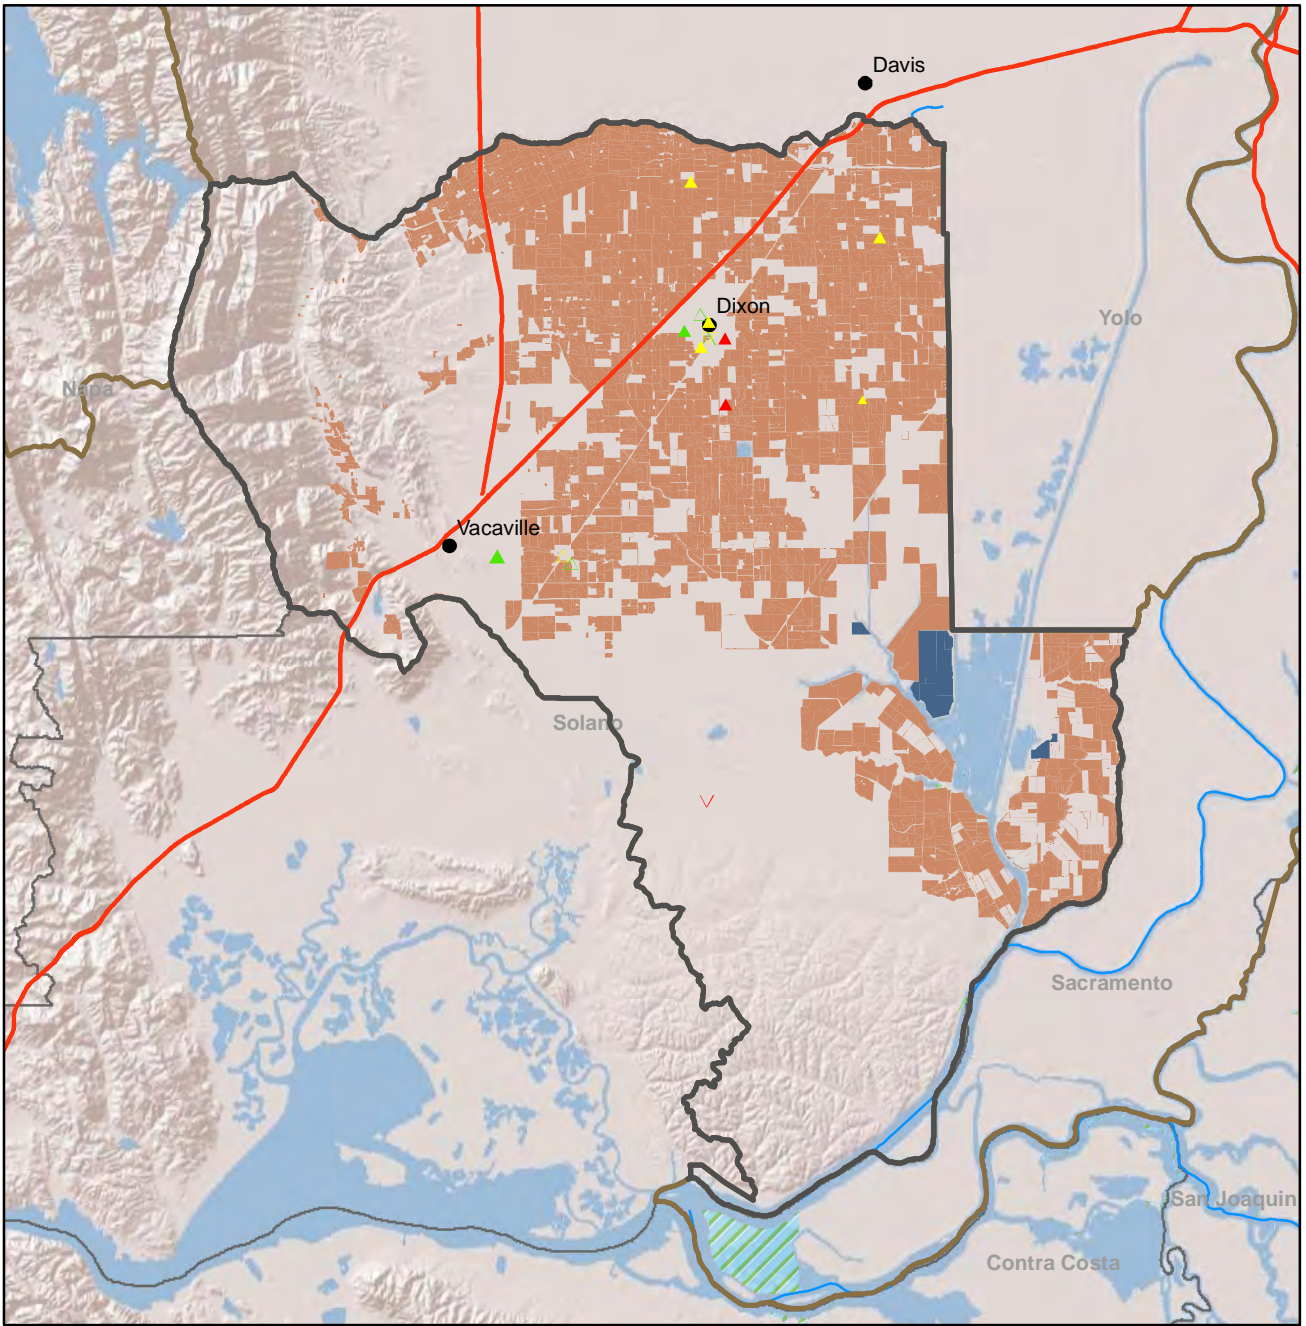 Davis
Dixon
Yolo
Napa
Vacaville
Solano
Sacramento
San Joaquin
Contra Costa